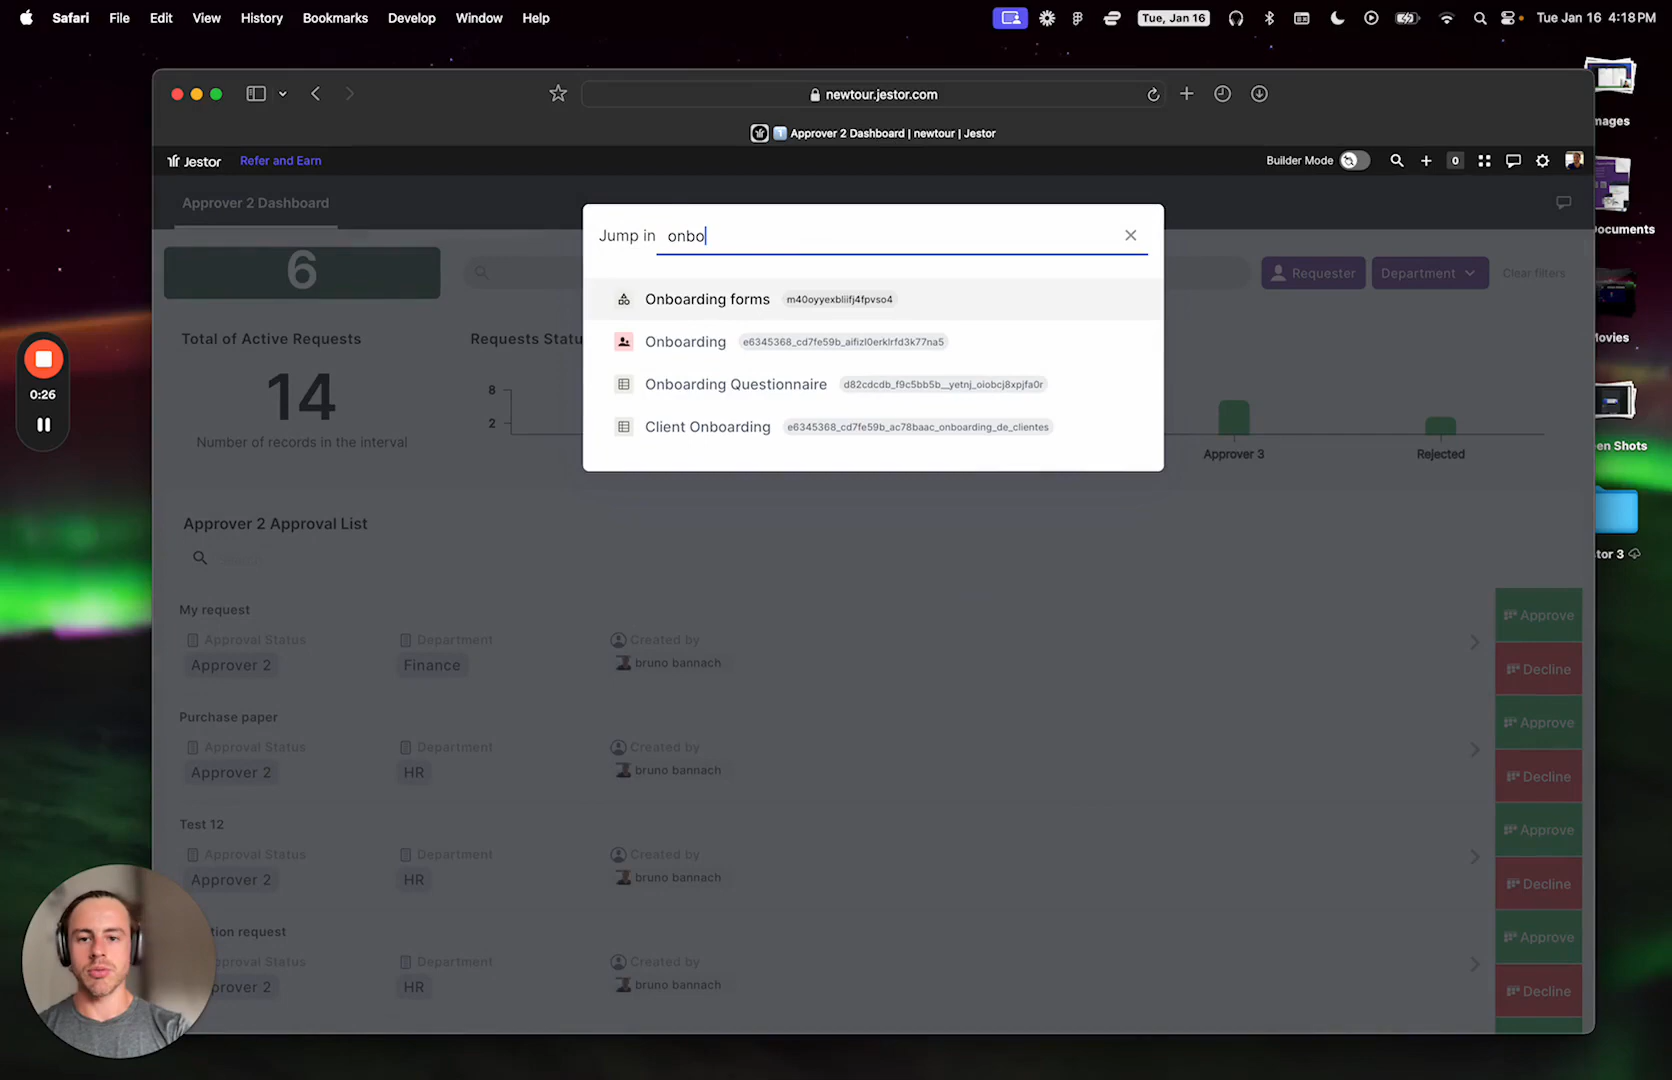 Safari File Edit View History Bookmarks Develop Window Help Tue, Jan 16 Tue Jan 16 4:18 PM
newtour.jestor.com
Approver 2 Dashboard | newtour | Jestor
Jestor Refer and Earn Builder Mode 0
Approver 2 Dashboard
Jump in onbo
6 Requester Department Clear filters
Onboarding forms m40oyyexbliifj4fpvso4
Total of Active Requests Requests Statu
Onboarding e6345368_cd7fe59b_aifizl0erklrfd3k77na5
Onboarding Questionnaire d82cdcdb_f9c5bb5b__yetnj_oiobcj8xpjfa0r
14 8
2
Client Onboarding e6345368_cd7fe59b_ac78baac_onboarding_de_clientes
Number of records in the interval
Approver 3 Rejected
Approver 2 Approval List
My request
Approval Status Department Created by
Approver 2 Finance bruno bannach
Approve
Decline
Purchase paper
Approval Status Department Created by
Approver 2 HR bruno bannach
Approve
Decline
Test 12
Approval Status Department Created by
Approver 2 HR bruno bannach
Approve
Decline
tion request
Status Department Created by
prover 2 HR bruno bannach
Approve
Decline
0:26
mages
ocuments
ovies
en Shots
tor 3